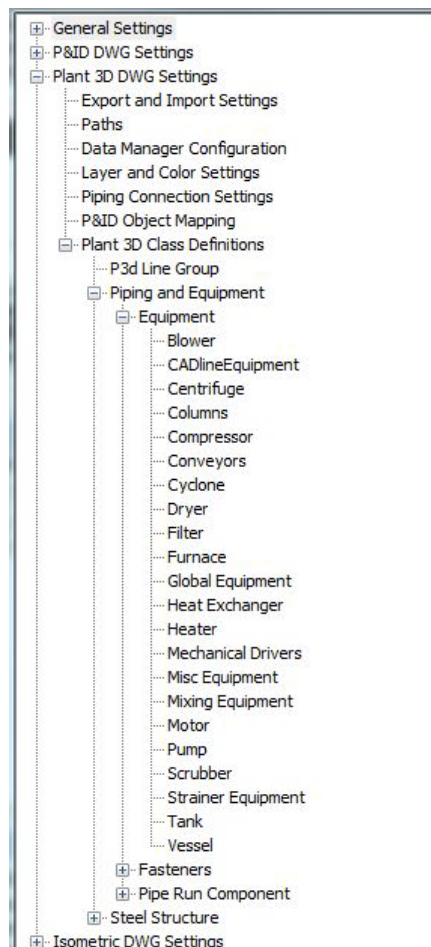 General Settings
P&ID DWG Settings
Plant 3D DWG Settings
Export and Import Settings
Paths
Data Manager Configuration
Layer and Color Settings
Piping Connection Settings
P&ID Object Mapping
Plant 3D Class Definitions
P3d Line Group
Piping and Equipment
Equipment
Blower
CADlineEquipment
Centrifuge
Columns
Compressor
Conveyors
Cyclone
Dryer
Filter
Furnace
Global Equipment
Heat Exchanger
Heater
Mechanical Drivers
Misc Equipment
Mixing Equipment
Motor
Pump
Scrubber
Strainer Equipment
Tank
Vessel
Fasteners
Pipe Run Component
Steel Structure
Isometric DWG Settings